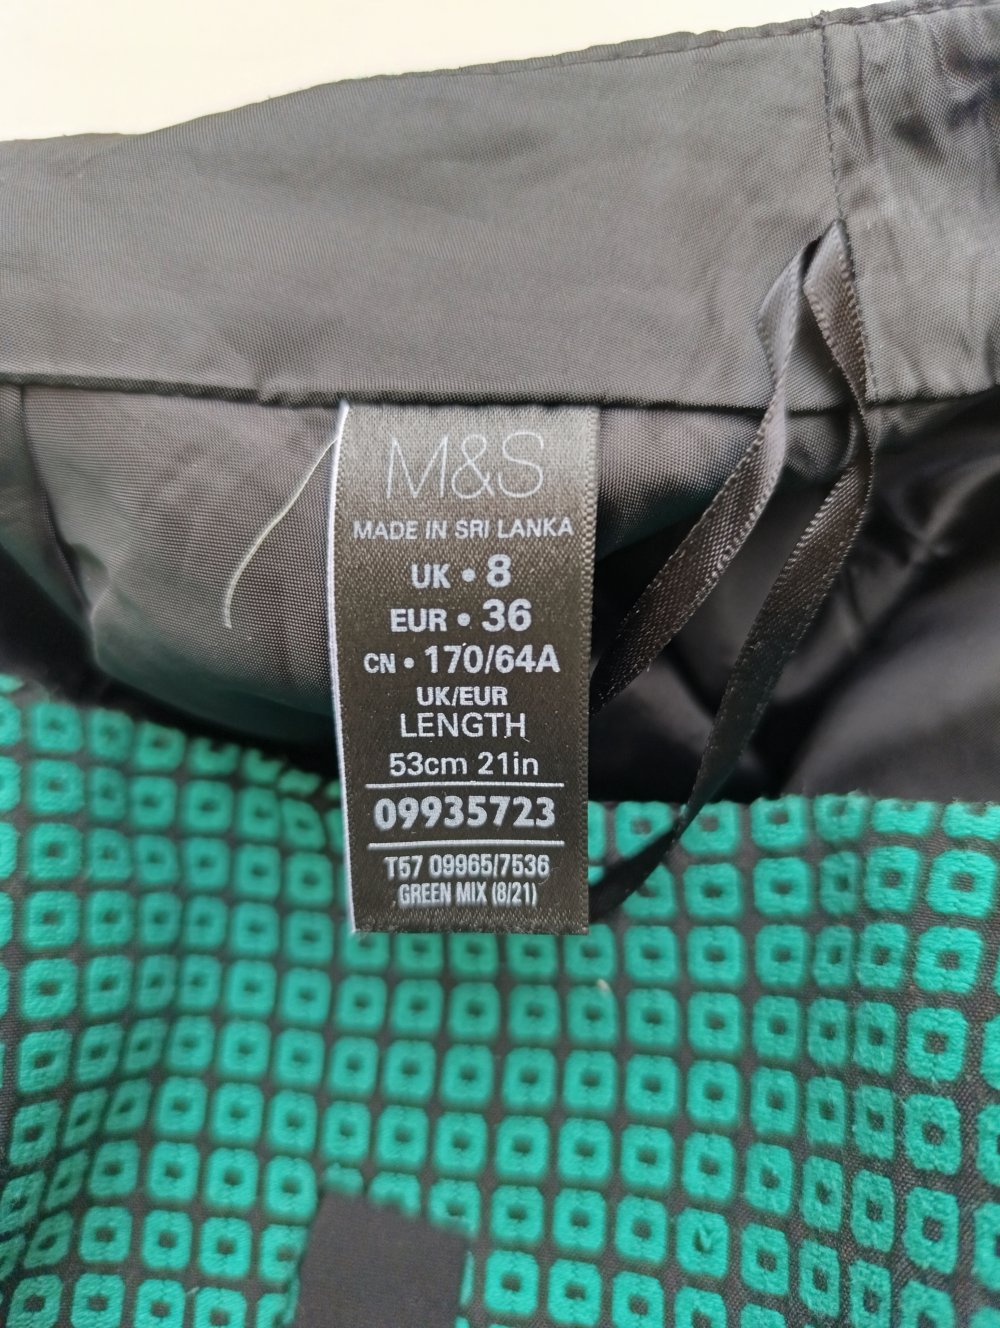 M&S
MADE IN SRI LANKA
UK • 8
EUR • 36
CN • 170/64A
UK/EUR
LENGTH
53cm 21in
09935723
T57 09965/7536
GREEN MIX (8/21)